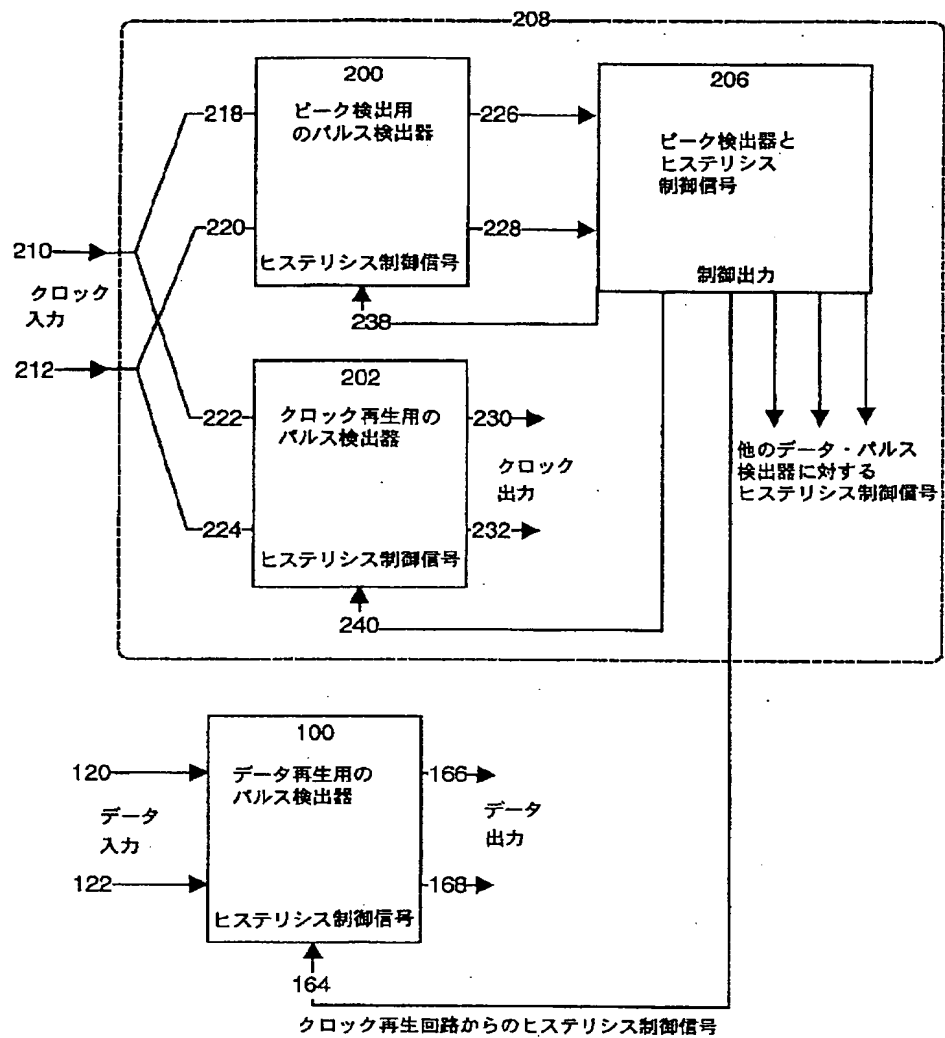 208
200
ピーク検出用
のパルス検出器
218
220
226
228
ヒステリシス制御信号
238
206
ピーク検出器と
ヒステリシス
制御信号
制御出力
210
クロック
入力
212
202
クロック再生用の
パルス検出器
222
224
230
クロック
出力
232
ヒステリシス制御信号
240
他のデータ・パルス
検出器に対する
ヒステリシス制御信号
100
データ再生用の
パルス検出器
120
データ
入力
122
166
データ
出力
168
ヒステリシス制御信号
164
クロック再生回路からのヒステリシス制御信号